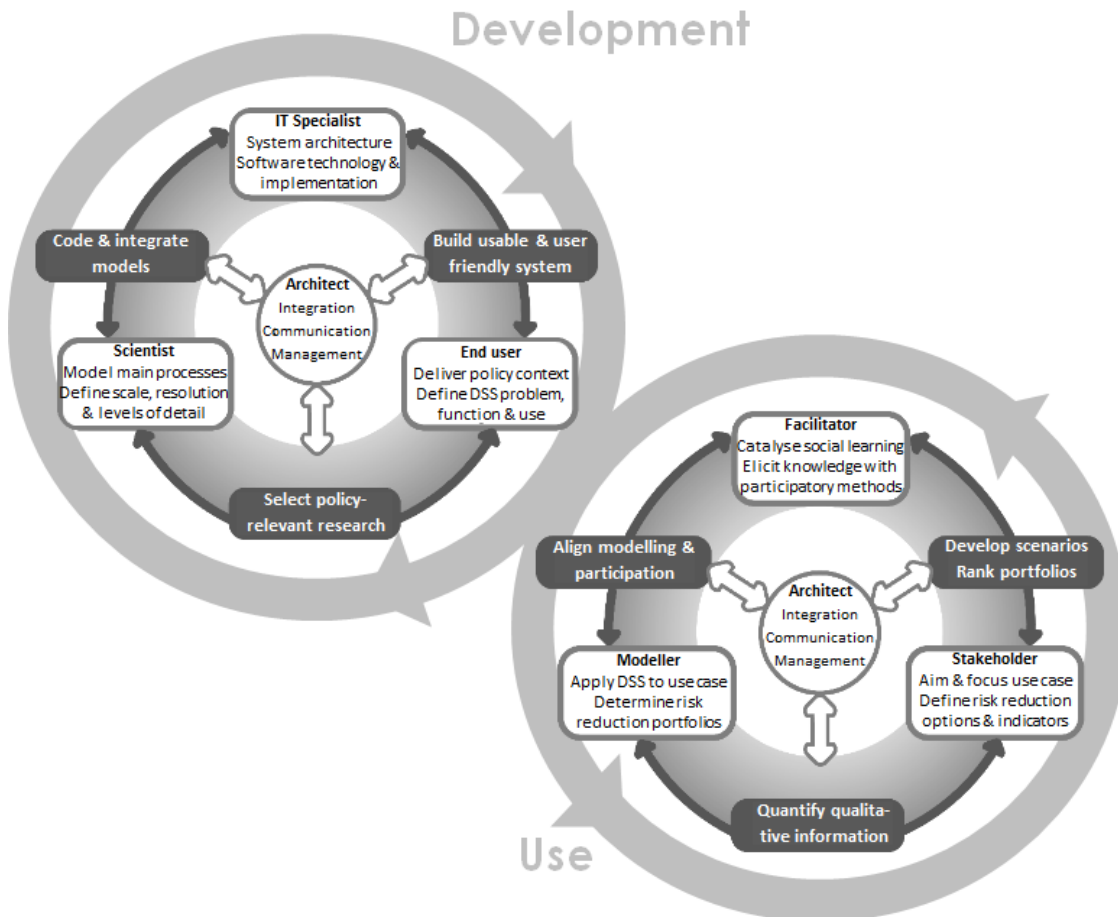 Development
IT Specialist
System architecture
Software technology &
implementation
Code & integrate
models
Build usable & user
friendly system
Architect
Integration
Communication
Management
Scientist
Model main processes
Define scale, resolution
& levels of detail
End user
Deliver policy context
Define DSS problem,
function & use
Select policy-
relevant research
Facilitator
Catalyse social learning
Elicit knowledge with
participatory methods
Align modelling &
participation
Develop scenarios
Rank portfolios
Architect
Integration
Communication
Management
Modeller
Apply DSS to use case
Determine risk
reduction portfolios
Stakeholder
Aim & focus use case
Define risk reduction
options & indicators
Quantify qualita-
tive information
Use